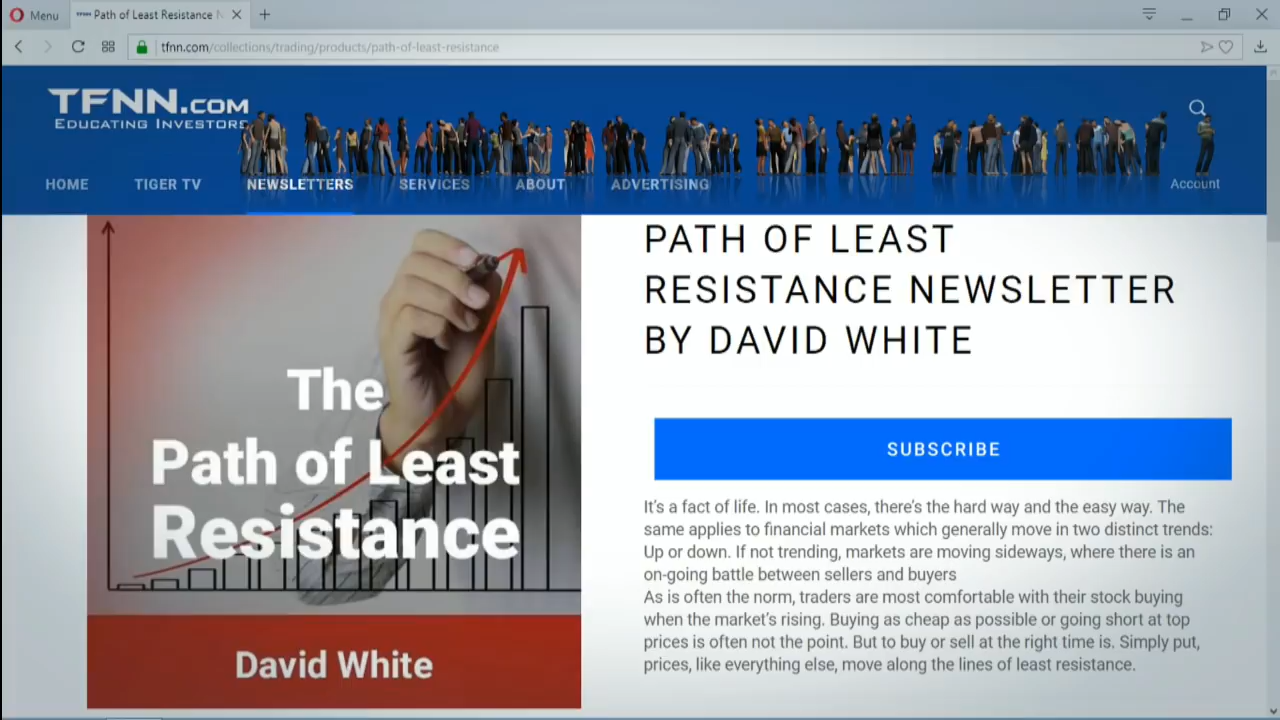 Menu
Path of Least Resistance N
tfnn.com/collections/trading/products/path-of-least-resistance
TFNN.COM
EDUCATING INVESTORS
HOME
TIGER TV
NEWSLETTERS
SERVICES
ABOUT
ADVERTISING
Account
The
Path of Least
Resistance
David White
PATH OF LEAST
RESISTANCE NEWSLETTER
BY DAVID WHITE
SUBSCRIBE
It's a fact of life. In most cases, there's the hard way and the easy way. The
same applies to financial markets which generally move in two distinct trends:
Up or down. If not trending, markets are moving sideways, where there is an
on-going battle between sellers and buyers
As is often the norm, traders are most comfortable with their stock buying
when the market's rising. Buying as cheap as possible or going short at top
prices is often not the point. But to buy or sell at the right time is. Simply put,
prices, like everything else, move along the lines of least resistance.